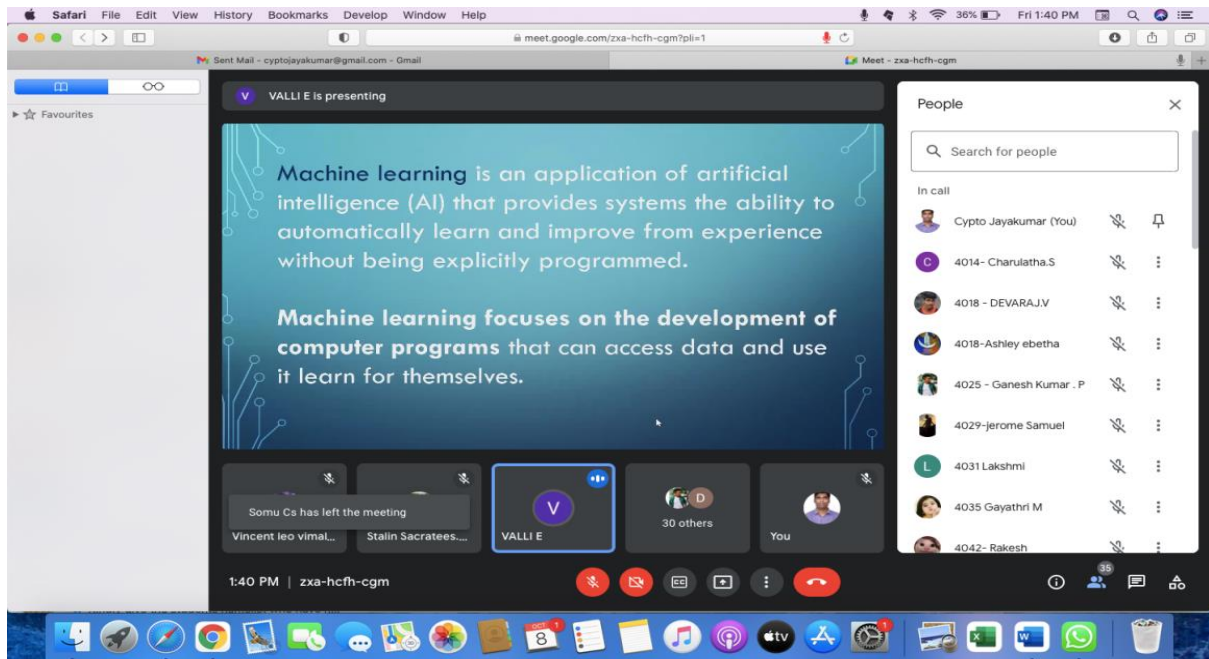 Safari File Edit View History Bookmarks Develop Window Help 36% Fri 1:40 PM
meet.google.com/zxa-hcfh-cgm?pli=1
Sent Mail - cyptojayakumar@gmail.com - Gmail
Meet - zxa-hcfh-cgm
Favourites
V VALLI E is presenting
Machine learning is an application of artificial
intelligence (AI) that provides systems the ability to
automatically learn and improve from experience
without being explicitly programmed.
Machine learning focuses on the development of
computer programs that can access data and use
it learn for themselves.
People
Search for people
In call
Cypto Jayakumar (You)
C 4014- Charulatha.S
4018 - DEVARAJ.V
4018-Ashley ebetha
4025 - Ganesh Kumar . P
4029-jerome Samuel
L 4031 Lakshmi
4035 Gayathri M
4042- Rakesh
Somu Cs has left the meeting
Vincent leo vimal...
Stalin Sacratees....
V
VALLI E
D
30 others
You
1:40 PM | zxa-hcfh-cgm
CC
35
OCT
8
1
tv
1